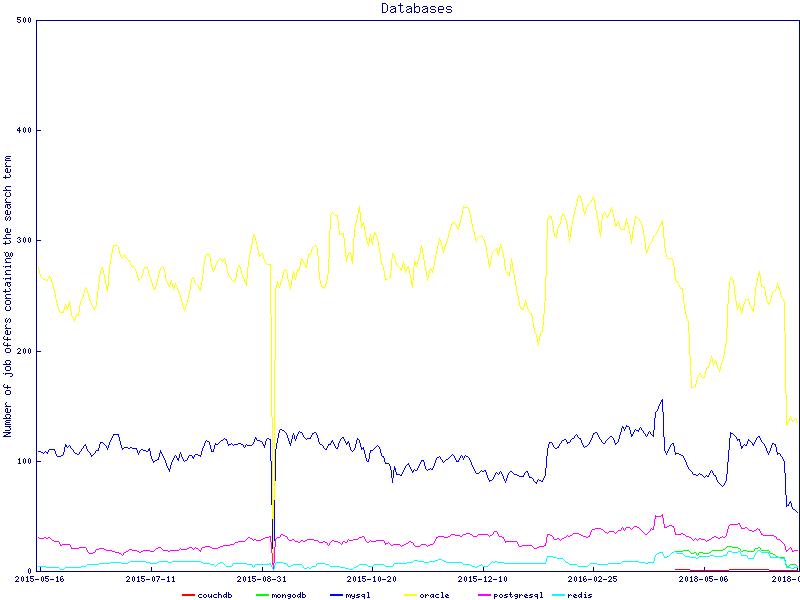 Databases
Number of job offers containing the search term
500
400
300
200
100
0
2015-05-16 2015-07-11 2015-08-31 2015-10-20 2015-12-10 2016-02-25 2018-05-06 2018-0
couchdb mongodb mysql oracle postgresql redis